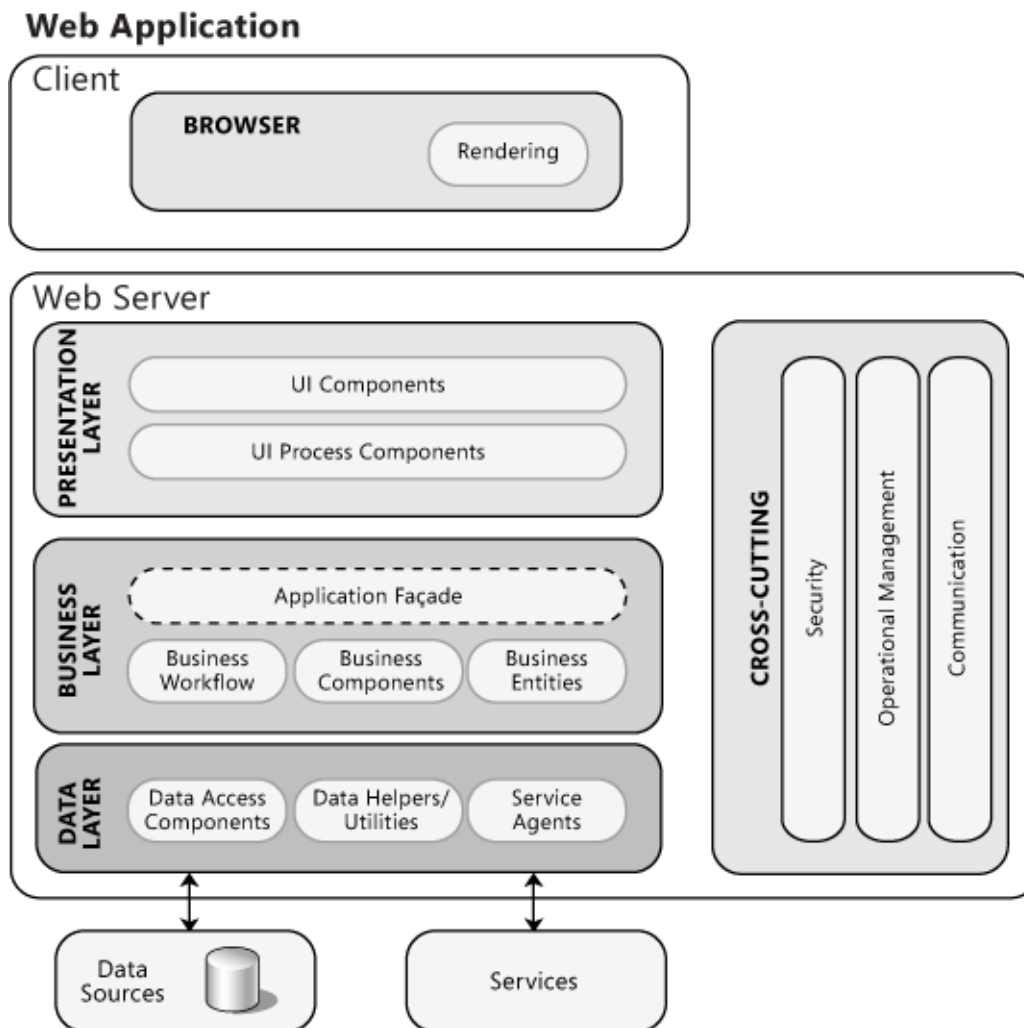 Web Application
Client
BROWSER
Rendering
Web Server
PRESENTATION
LAYER
UI Components
UI Process Components
BUSINESS
LAYER
Application Façade
Business
Workflow
Business
Components
Business
Entities
DATA
LAYER
Data Access
Components
Data Helpers/
Utilities
Service
Agents
CROSS-CUTTING
Security
Operational Management
Communication
Data
Sources
Services